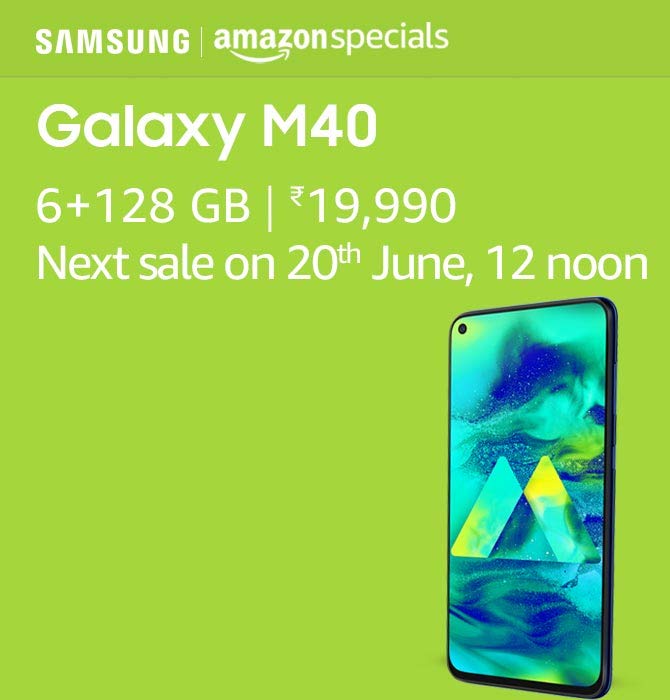 SAMSUNG | amazonspecials
Galaxy M40
6+128 GB | ₹19,990
Next sale on 20th June, 12 noon